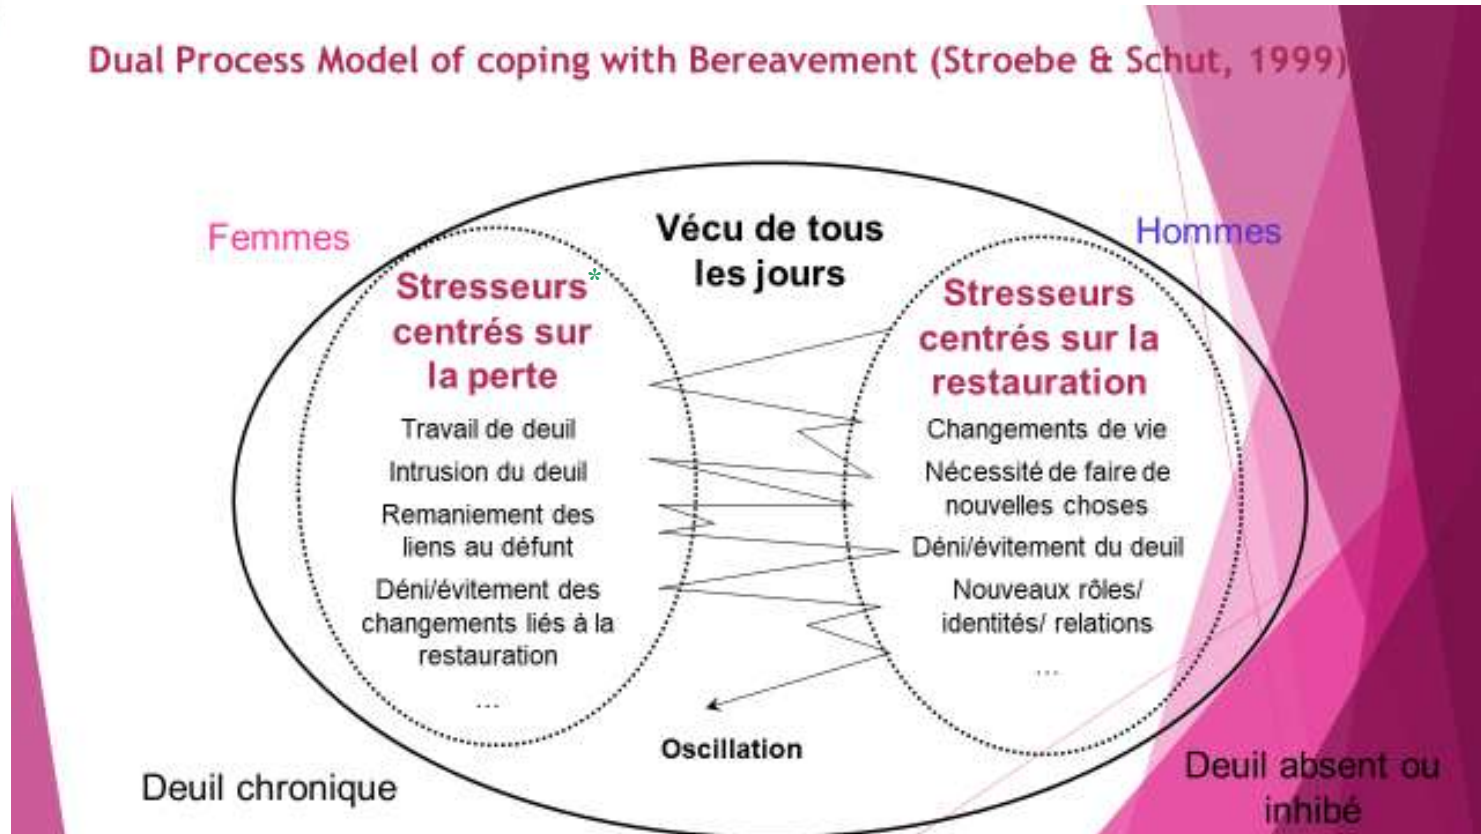 Dual Process Model of coping with Bereavement (Stroebe & Schut, 1999)
Femmes
Vécu de tous
les jours
Hommes
Stresseurs*
centrés sur
la perte
Travail de deuil
Intrusion du deuil
Remaniement des
liens au défunt
Déni/évitement des
changements liés à la
restauration
...
Stresseurs
centrés sur la
restauration
Changements de vie
Nécessité de faire de
nouvelles choses
Déni/évitement du deuil
Nouveaux rôles/
identités/ relations
...
Oscillation
Deuil chronique
Deuil absent ou
inhibé